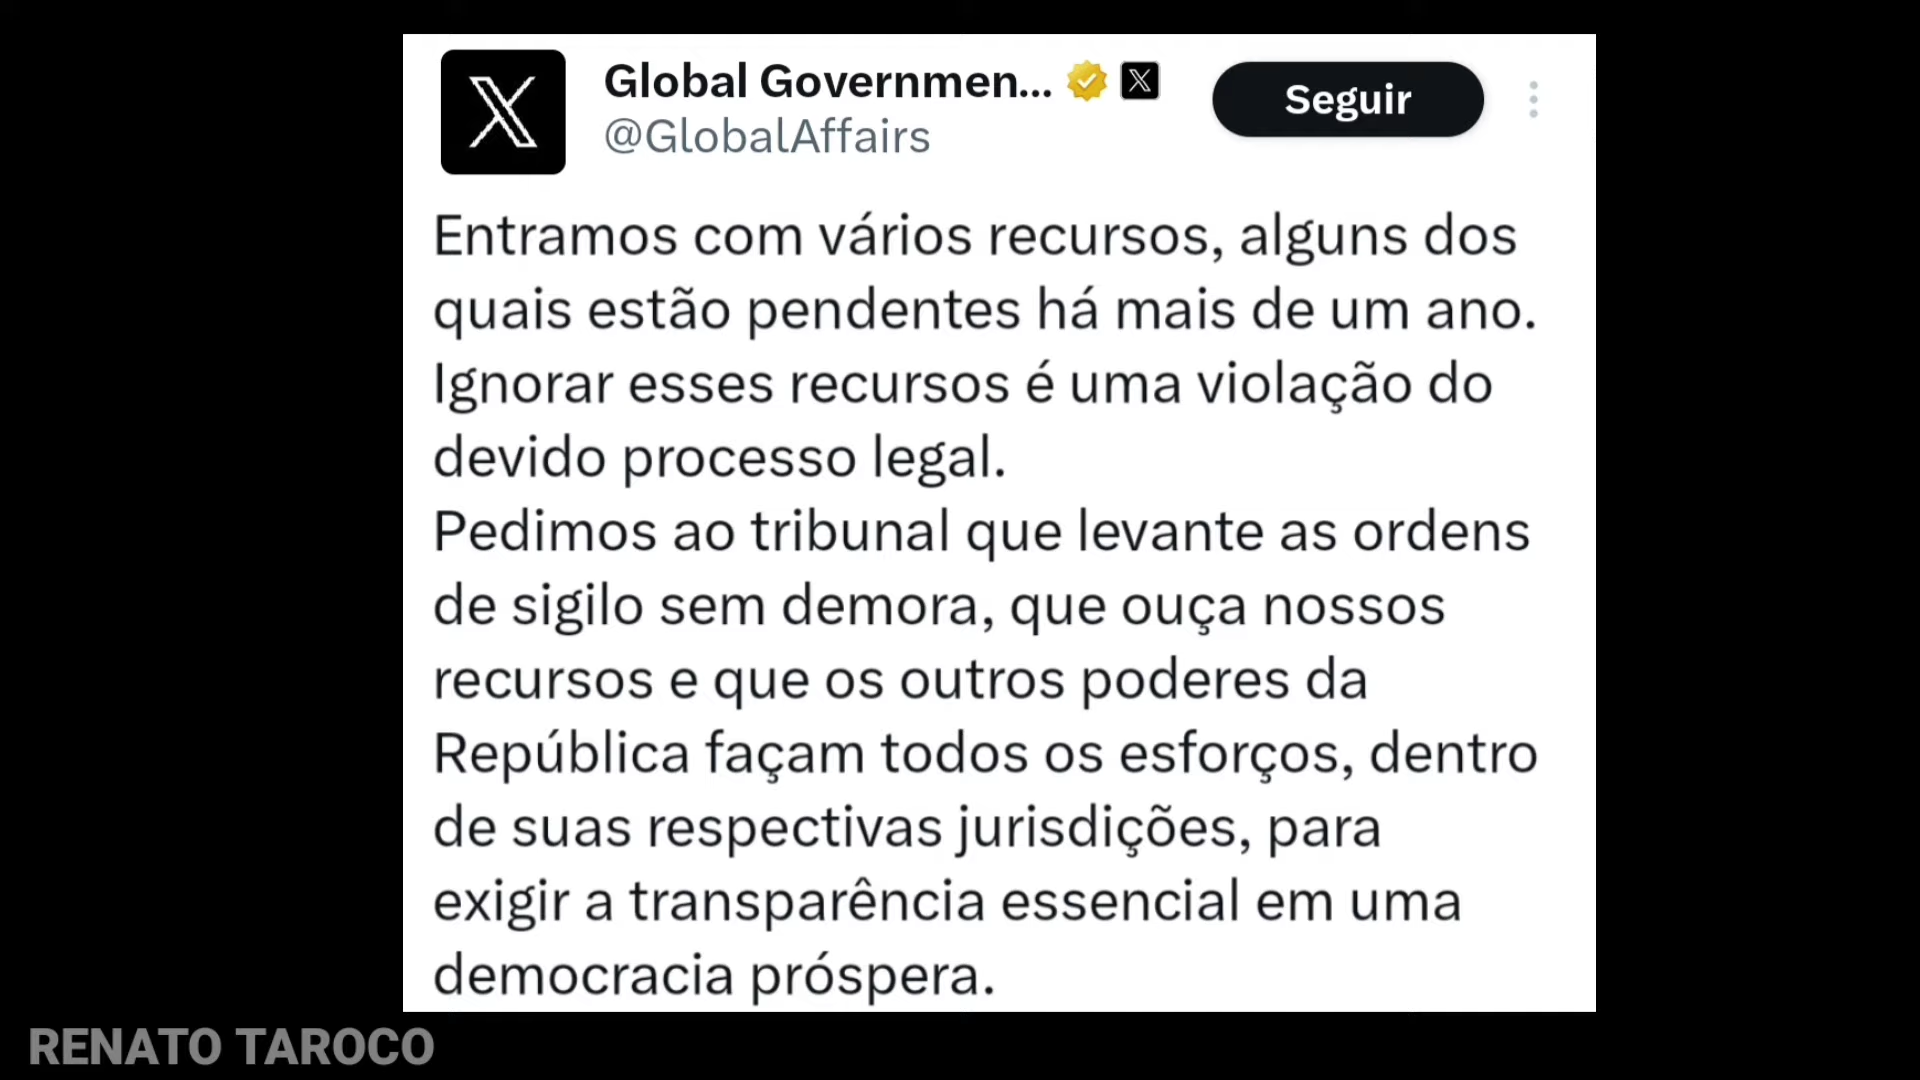 Global Governmen...
@GlobalAffairs
Seguir
Entramos com vários recursos, alguns dos
quais estão pendentes há mais de um ano.
Ignorar esses recursos é uma violação do
devido processo legal.
Pedimos ao tribunal que levante as ordens
de sigilo sem demora, que ouça nossos
recursos e que os outros poderes da
República façam todos os esforços, dentro
de suas respectivas jurisdições, para
exigir a transparência essencial em uma
democracia próspera.
RENATO TAROCO